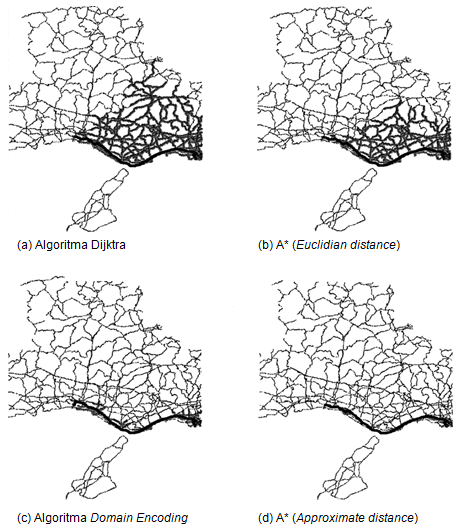 (a) Algoritma Dijktra
(b) A* (Euclidian distance)
(c) Algoritma Domain Encoding
(d) A* (Approximate distance)